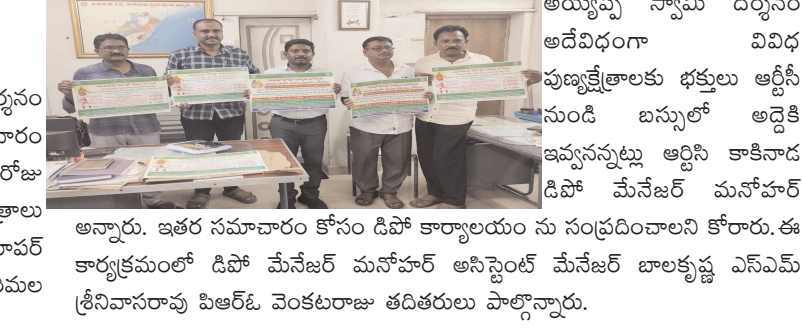 అయ్యప్ప స్వామి దర్శనం
అదేవిధంగా వివిధ
పుణ్యక్షేత్రాలకు భక్తులు ఆర్టీసీ
నుండి బస్సులో అద్దెకి
ఇవ్వనన్నట్లు ఆర్టిసి కాకినాడ
డిపో మేనేజర్ మనోహర్
అన్నారు. ఇతర సమాచారం కోసం డిపో కార్యాలయం ను సంప్రదించాలని కోరారు.ఈ
కార్యక్రమంలో డిపో మేనేజర్ మనోహర్ అసిస్టెంట్ మేనేజర్ బాలకృష్ణ ఎస్ఎమ్
శ్రీనివాసరావు పిఆర్ఓ వెంకటరాజు తదితరులు పాల్గొన్నారు.
రోజు